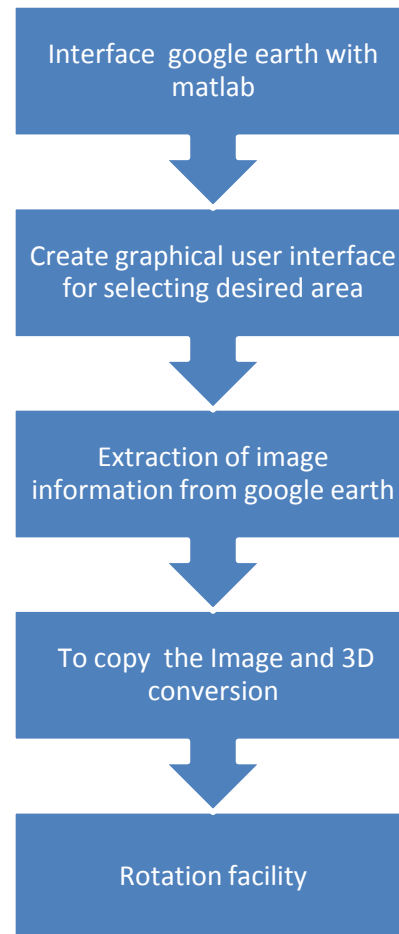 Interface google earth with
matlab
Create graphical user interface
for selecting desired area
Extraction of image
information from google earth
To copy the Image and 3D
conversion
Rotation facility